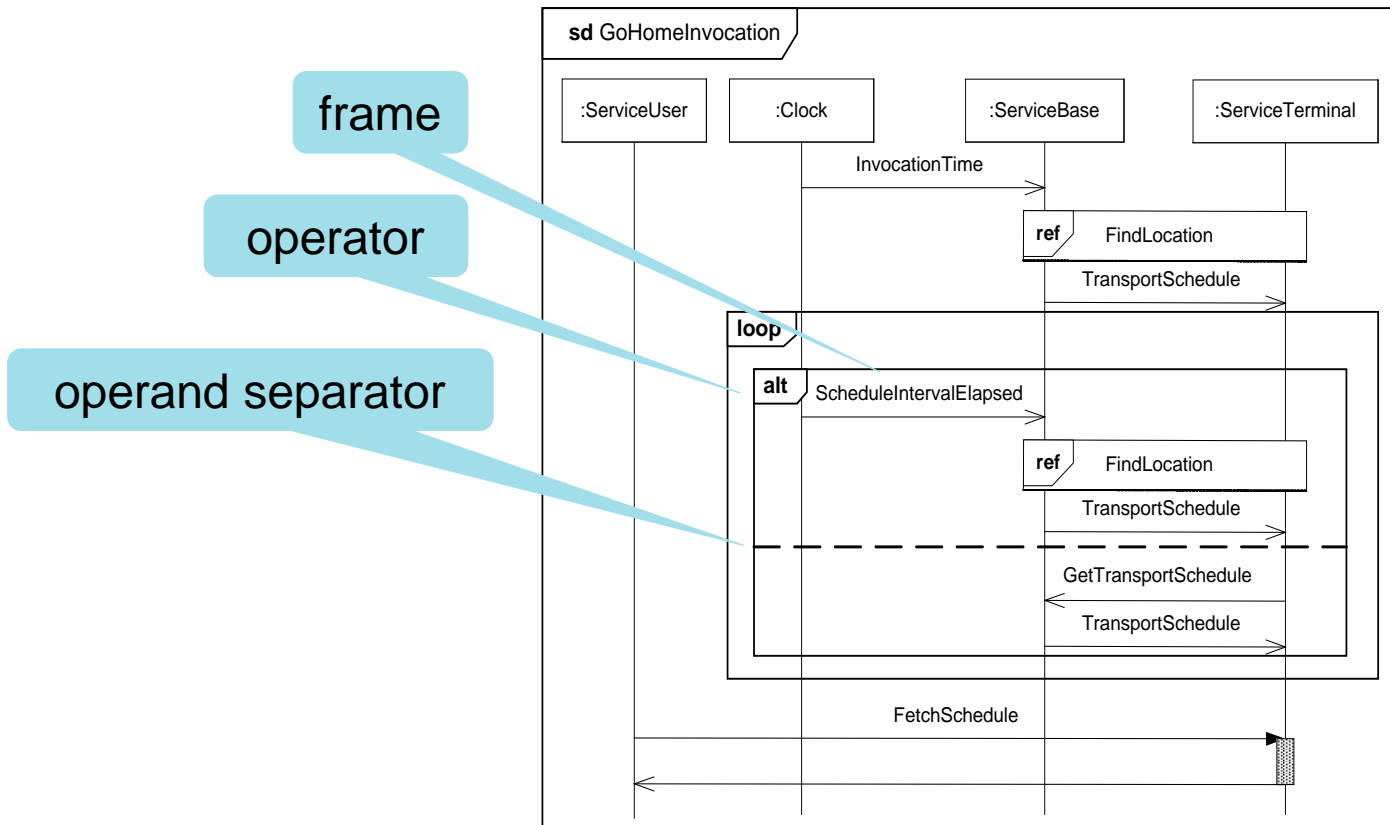 sd GoHomeInvocation
frame
:ServiceUser
:Clock
:ServiceBase
:ServiceTerminal
InvocationTime
operator
ref FindLocation
TransportSchedule
loop
operand separator
alt
ScheduleIntervalElapsed
ref FindLocation
TransportSchedule
GetTransportSchedule
TransportSchedule
FetchSchedule